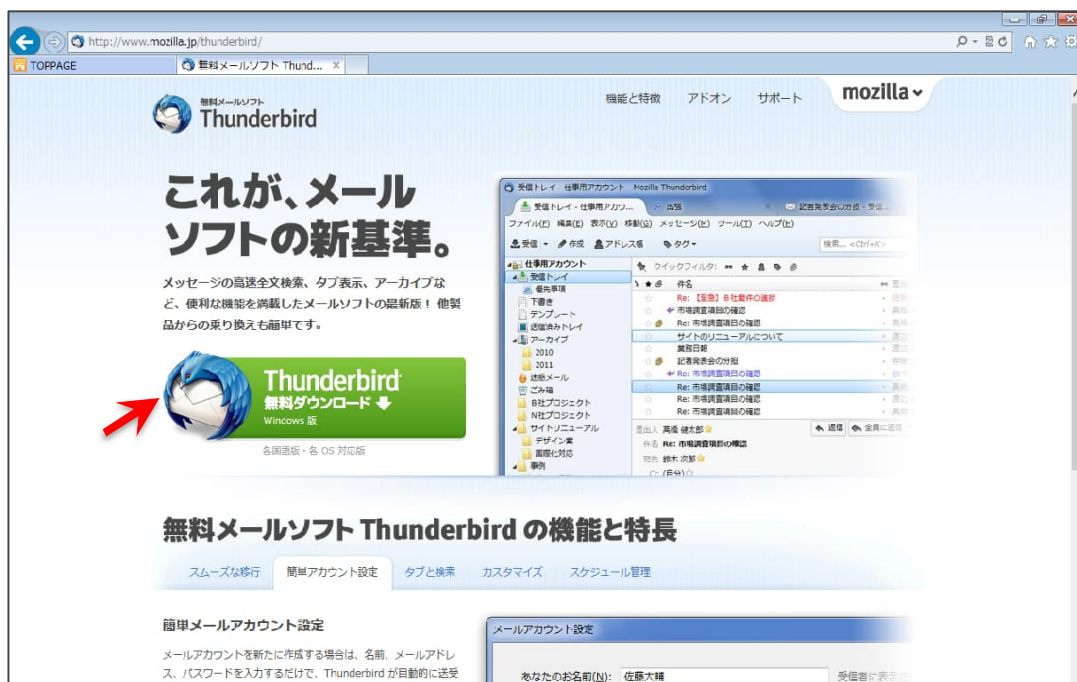 http://www.mozilla.jp/thunderbird/
TOPPAGE
無料メールソフト Thund...
無料メールソフト
Thunderbird
機能と特徴 アドオン サポート
mozilla
これが、メール
ソフトの新基準。
メッセージの高速全文検索、タブ表示、アーカイブな
ど、便利な機能を満載したメールソフトの最新版！ 他製
品からの乗り換えも簡単です。
Thunderbird
無料ダウンロード
Windows 版
各国語版・各 OS 対応版
受信トレイ 仕事用アカウント Mozilla Thunderbird
受信トレイ - 仕事用アカウ... 出張 記者発表会の分担 - 受信...
ファイル(F) 編集(E) 表示(V) 移動(G) メッセージ(M) ツール(T) ヘルプ(H)
受信 作成 アドレス帳 タグ 検索... <Ctrl+K>
仕事用アカウント
受信トレイ
優先事項
下書き
テンプレート
送信済みトレイ
アーカイブ
2010
2011
迷惑メール
ごみ箱
B社プロジェクト
N社プロジェクト
サイトリニューアル
デザイン案
国際化対応
事例
クイックフィルタ:
件名
Re: 【至急】B社案件の進捗
市場調査項目の確認
Re: 市場調査項目の確認
サイトのリニューアルについて
業務日報
記者発表会の分担
Re: 市場調査項目の確認
Re: 市場調査項目の確認
Re: 市場調査項目の確認
Re: 市場調査項目の確認
差出人 高橋 健太郎 返信 全員に返信
件名 Re: 市場調査項目の確認
宛先 鈴木 次郎
(自分)
無料メールソフト Thunderbird の機能と特長
スムーズな移行 簡単アカウント設定 タブと検索 カスタマイズ スケジュール管理
簡単メールアカウント設定
メールアカウントを新たに作成する場合は、名前、メールアドレ
ス、パスワードを入力するだけで、Thunderbird が自動的に送受
メールアカウント設定
あなたのお名前(N): 佐藤大輔 受信者に表示